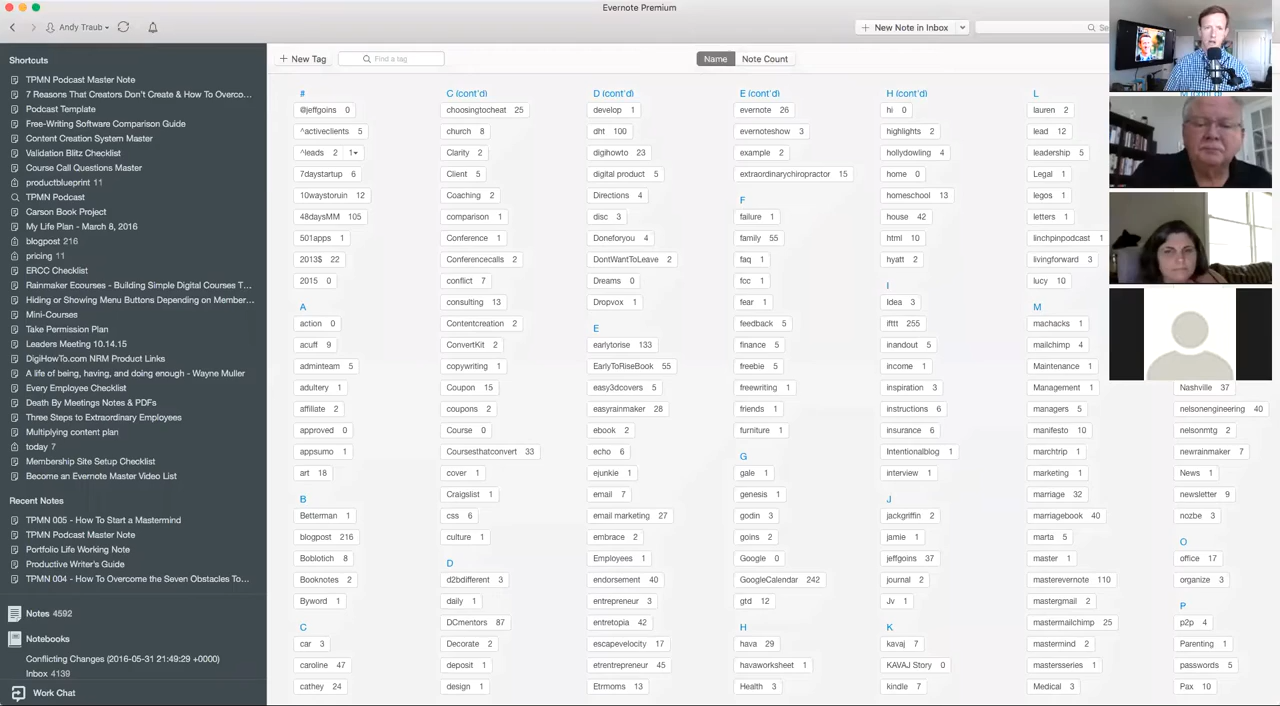 Evernote Premium
Andy Traub
New Note in Inbox
Se
Shortcuts
TPMN Podcast Master Note
7 Reasons That Creators Don't Create & How To Overco...
Podcast Template
Free-Writing Software Comparison Guide
Content Creation System Master
Validation Blitz Checklist
Course Call Questions Master
productblueprint 11
TPMN Podcast
Carson Book Project
My Life Plan - March 8, 2016
blogpost 216
pricing 11
ERCC Checklist
Rainmaker Ecourses - Building Simple Digital Courses T...
Hiding or Showing Menu Buttons Depending on Member...
Mini-Courses
Take Permission Plan
Leaders Meeting 10.14.15
DigiHowTo.com NRM Product Links
A life of being, having, and doing enough - Wayne Muller
Every Employee Checklist
Death By Meetings Notes & PDFs
Three Steps to Extraordinary Employees
Multiplying content plan
today 7
Membership Site Setup Checklist
Become an Evernote Master Video List
Recent Notes
TPMN 005 - How To Start a Mastermind
TPMN Podcast Master Note
Portfolio Life Working Note
Productive Writer's Guide
TPMN 004 - How To Overcome the Seven Obstacles To...
Notes 4592
Notebooks
Conflicting Changes (2016-05-31 21:49:29 +0000)
Inbox 4139
Work Chat
+ New Tag
Find a tag
Name
Note Count
#
@jeffgoins 0
^activeclients 5
^leads 2 1
7daystartup 6
10waystoruin 12
48daysMM 105
501apps 1
2013$ 22
2015 0
A
action 0
acuff 9
adminteam 5
adultery 1
affiliate 2
approved 0
appsumo 1
art 18
B
Betterman 1
blogpost 216
Boblotich 8
Booknotes 2
Byword 1
C
car 3
caroline 47
cathey 24
C (cont'd)
choosingtocheat 25
church 8
Clarity 2
Client 5
Coaching 2
comparison 1
Conference 1
Conferencecalls 2
conflict 7
consulting 13
Contentcreation 2
ConvertKit 2
copywriting 1
Coupon 15
coupons 2
Course 0
Coursesthatconvert 33
cover 1
Craigslist 1
css 6
culture 1
D
d2bdifferent 3
daily 1
DCmentors 87
Decorate 2
deposit 1
design 1
D (cont'd)
develop 1
dht 100
digihowto 23
digital product 5
Directions 4
disc 3
Doneforyou 4
DontWantToLeave 2
Dreams 0
Dropvox 1
E
earlytorise 133
EarlyToRiseBook 55
easy3dcovers 5
easyrainmaker 28
ebook 2
echo 6
ejunkie 1
email 7
email marketing 27
embrace 2
Employees 1
endorsement 40
entrepreneur 3
entretopia 42
escapevelocity 17
etrentrepreneur 45
Etrmoms 13
E (cont'd)
evernote 26
evernoteshow 3
example 2
extraordinarychiropractor 15
F
failure 1
family 55
faq 1
fcc 1
fear 1
feedback 5
finance 5
freebie 5
freewriting 1
friends 1
furniture 1
G
gale 1
genesis 1
godin 3
goins 2
Google 0
GoogleCalendar 242
gtd 12
H
hava 29
havaworksheet 1
Health 3
H (cont'd)
hi 0
highlights 2
hollydowling 4
home 0
homeschool 13
house 42
html 10
hyatt 2
I
Idea 3
ifttt 255
inandout 5
income 1
inspiration 3
instructions 6
insurance 6
Intentionalblog 1
interview 1
J
jackgriffin 2
jamie 1
jeffgoins 37
journal 2
Jv 1
K
kavaj 7
KAVAJ Story 0
kindle 7
L
lauren 2
lead 12
leadership 5
Legal 1
legos 1
letters 1
linchpinpodcast 1
livingforward 3
lucy 10
M
machacks 1
mailchimp 4
Maintenance 1
Management 1
managers 5
manifesto 10
marchtrip 1
marketing 1
marriage 32
marriagebook 40
marta 5
master 1
masterevernote 110
mastergmail 2
mastermailchimp 25
mastermind 2
mastersseries 1
Medical 3
Nashville 37
nelsonengineering 40
nelsonmtg 2
newrainmaker 7
News 1
newsletter 9
nozbe 3
O
office 17
organize 3
P
p2p 4
Parenting 1
passwords 5
Pax 10